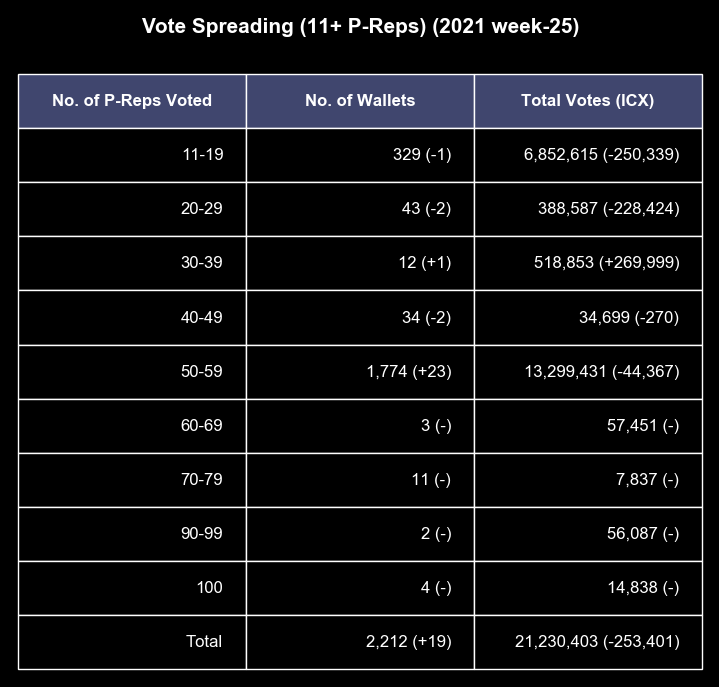 Vote Spreading (11+ P-Reps) (2021 week-25)
No. of P-Reps Voted No. of Wallets Total Votes (ICX)
11-19 329 (-1) 6,852,615 (-250,339)
20-29 43 (-2) 388,587 (-228,424)
30-39 12 (+1) 518,853 (+269,999)
40-49 34 (-2) 34,699 (-270)
50-59 1,774 (+23) 13,299,431 (-44,367)
60-69 3 (-) 57,451 (-)
70-79 11 (-) 7,837 (-)
90-99 2 (-) 56,087 (-)
100 4 (-) 14,838 (-)
Total 2,212 (+19) 21,230,403 (-253,401)